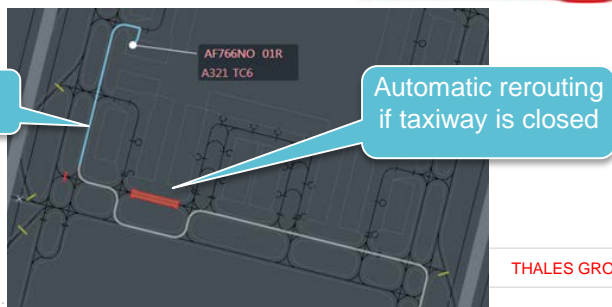 AF766NO 01R
A321 TC6
Automatic rerouting
if taxiway is closed
THALES GRO